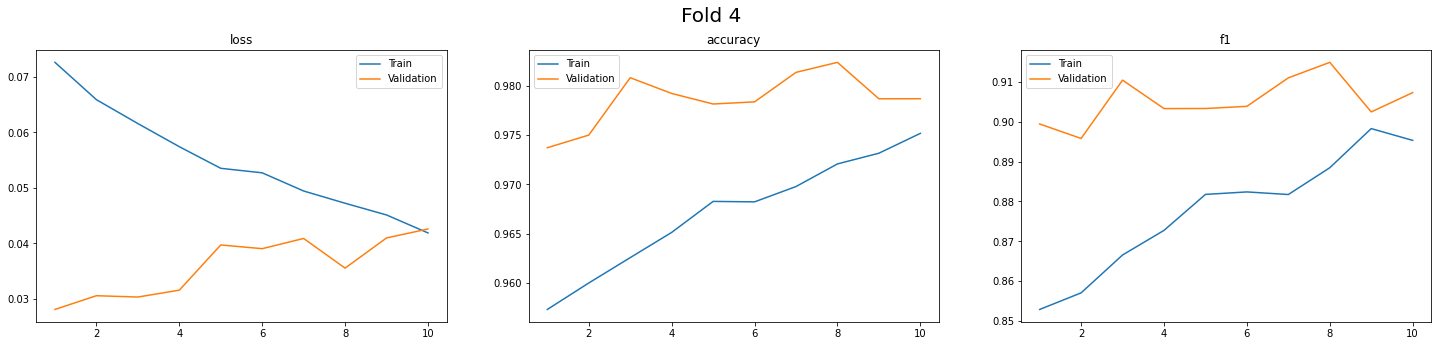 Fold 4
loss
Train
Validation
0.07
0.06
0.05
0.04
0.03
2 4 6 8 10
accuracy
Train
Validation
0.980
0.975
0.970
0.965
0.960
2 4 6 8 10
f1
Train
Validation
0.91
0.90
0.89
0.88
0.87
0.86
0.85
2 4 6 8 10